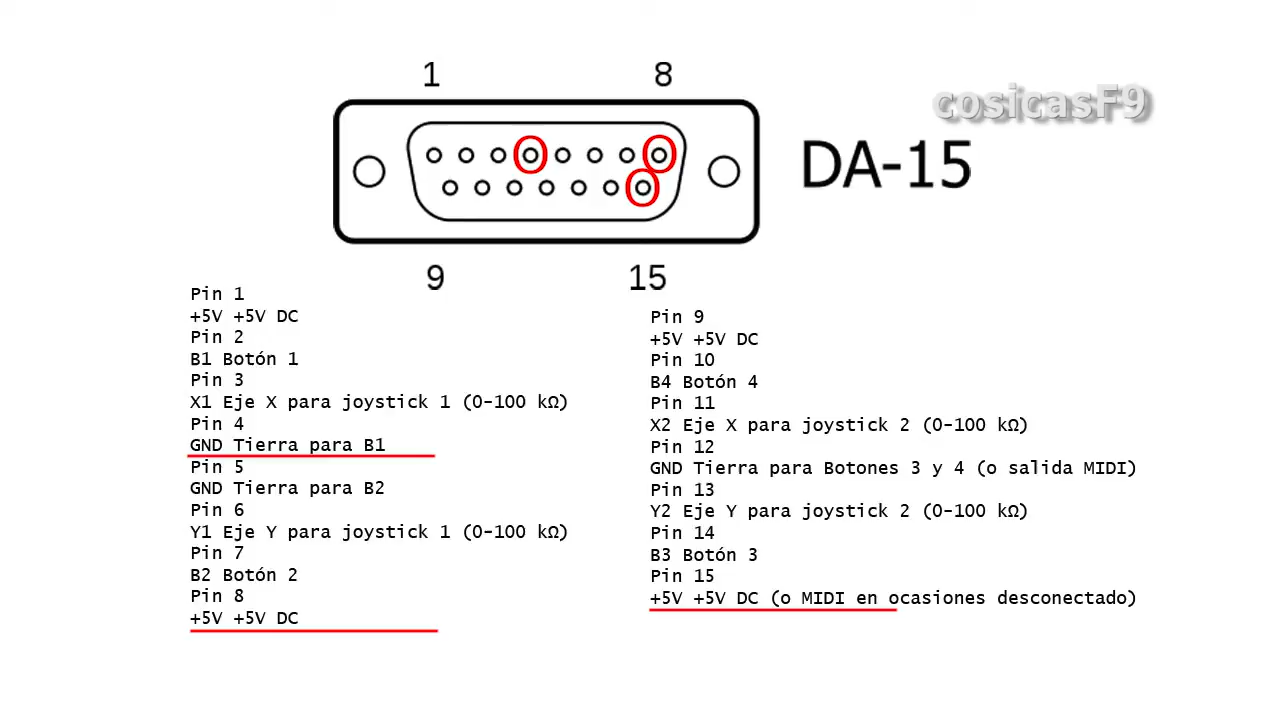 1
8
cosicasF9
DA-15
9
15
Pin 1
+5V +5V DC
Pin 2
B1 Botón 1
Pin 3
X1 Eje X para joystick 1 (0-100 kΩ)
Pin 4
GND Tierra para B1
Pin 5
GND Tierra para B2
Pin 6
Y1 Eje Y para joystick 1 (0-100 kΩ)
Pin 7
B2 Botón 2
Pin 8
+5V +5V DC
Pin 9
+5V +5V DC
Pin 10
B4 Botón 4
Pin 11
X2 Eje X para joystick 2 (0-100 kΩ)
Pin 12
GND Tierra para Botones 3 y 4 (o salida MIDI)
Pin 13
Y2 Eje Y para joystick 2 (0-100 kΩ)
Pin 14
B3 Botón 3
Pin 15
+5V +5V DC (o MIDI en ocasiones desconectado)